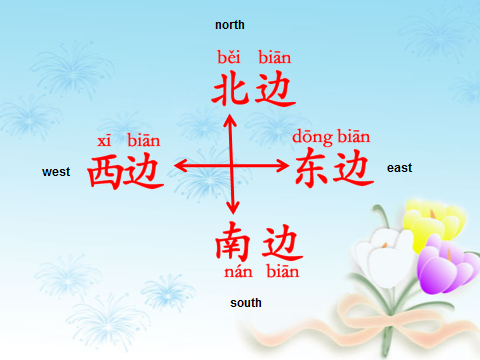 north
běi biān
北边
xī biān
dōng biān
west
西边
东边
east
南边
nán biān
south